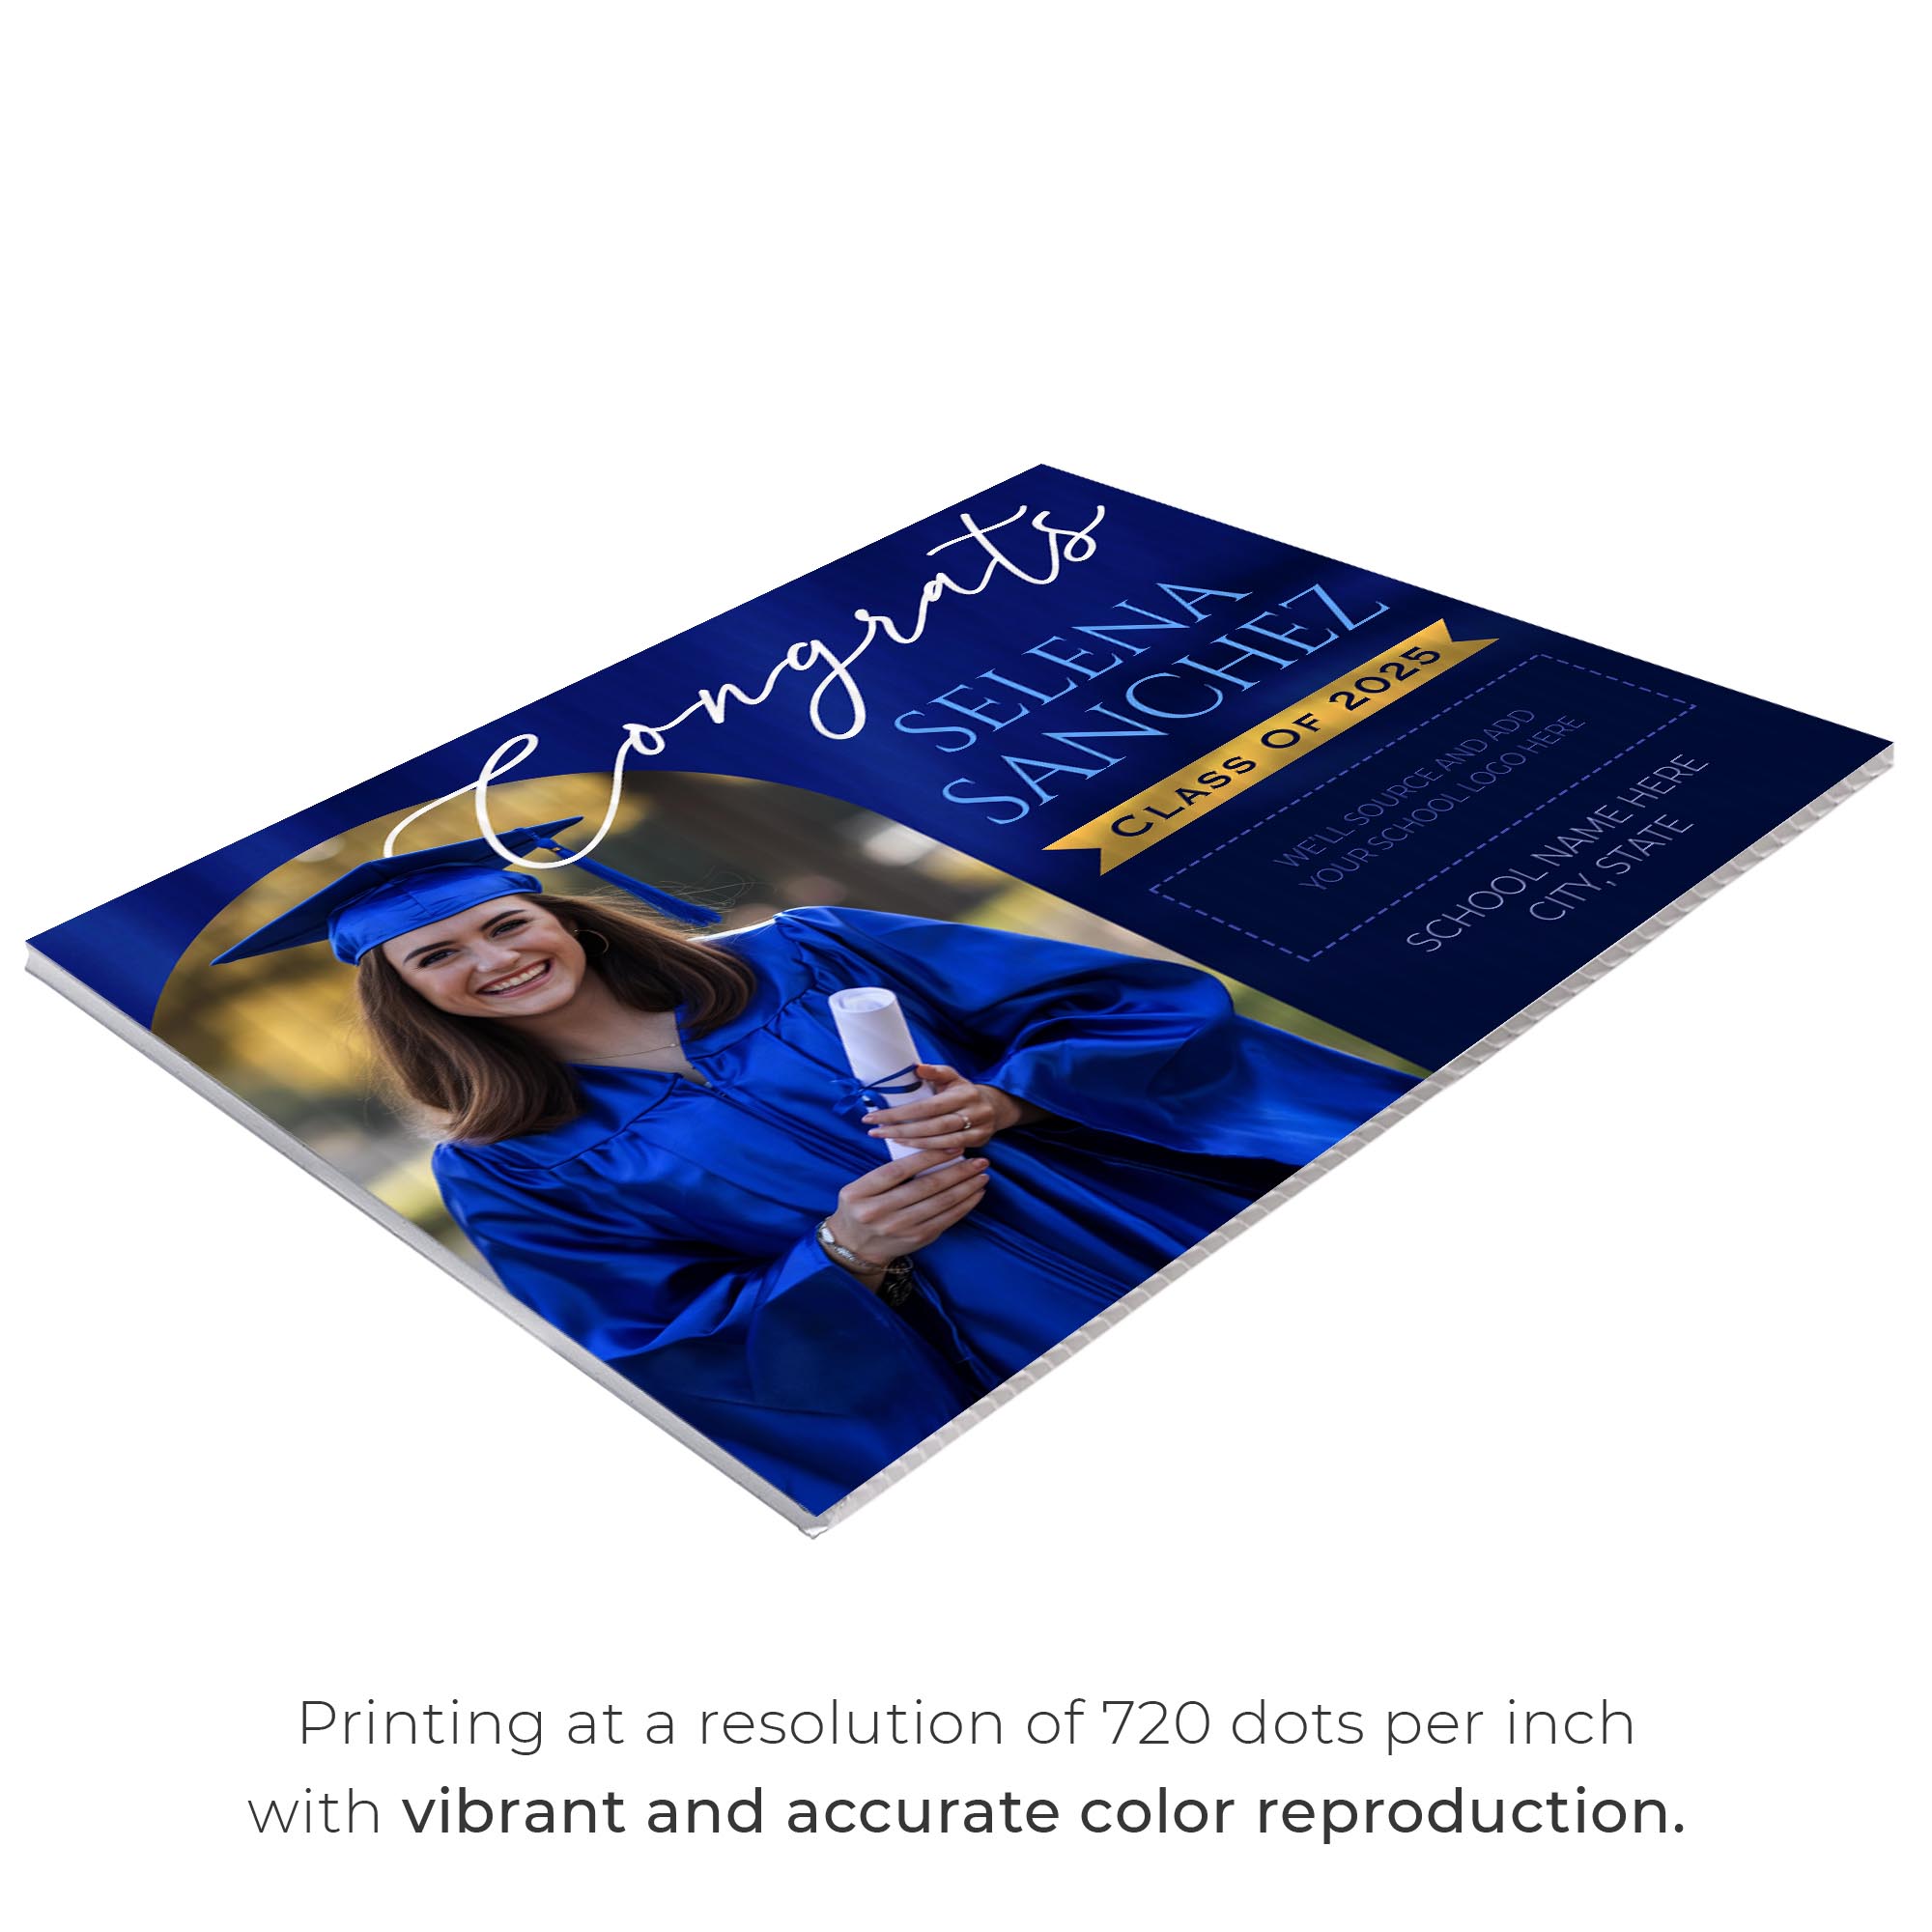 Congrats
SELENA
SANCHEZ
CLASS OF 2025
WE'LL SOURCE AND ADD
YOUR SCHOOL LOGO HERE
SCHOOL NAME HERE
CITY, STATE
Printing at a resolution of 720 dots per inch
with vibrant and accurate color reproduction.